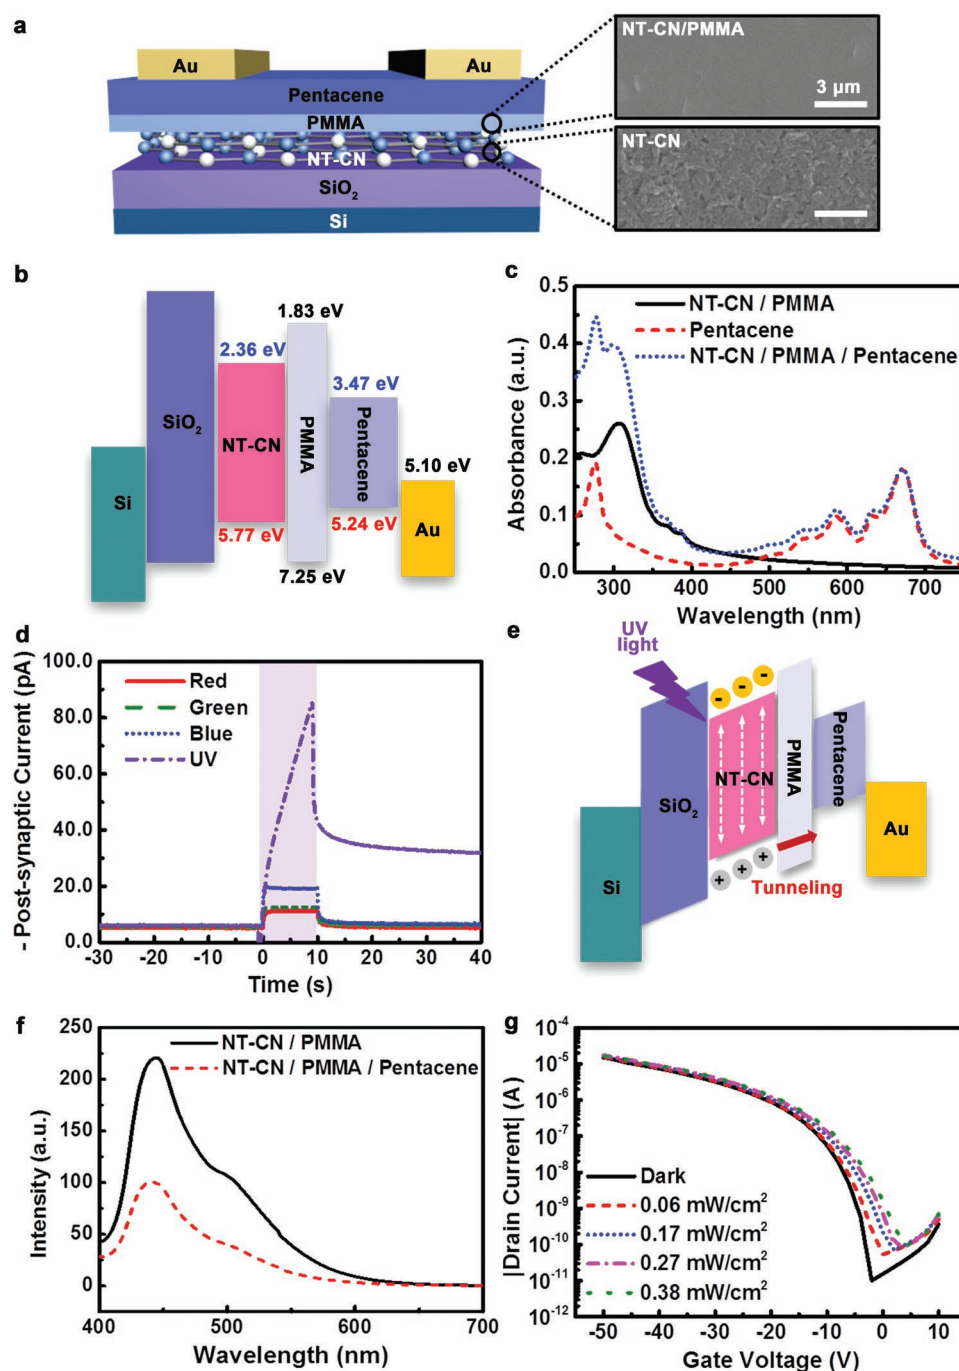 a
Au
Au
Pentacene
PMMA
NT-CN
SiO₂
Si
NT-CN/PMMA
3 µm
NT-CN
b
1.83 eV
2.36 eV
3.47 eV
SiO₂
NT-CN
PMMA
Pentacene
5.10 eV
Si
5.77 eV
5.24 eV
Au
7.25 eV
c
0.5
0.4
0.3
0.2
0.1
0.0
Absorbance (a.u.)
NT-CN / PMMA
Pentacene
NT-CN / PMMA / Pentacene
300 400 500 600 700
Wavelength (nm)
d
100.0
80.0
60.0
40.0
20.0
0.0
- Post-synaptic Current (pA)
Red
Green
Blue
UV
-30 -20 -10 0 10 20 30 40
Time (s)
e
UV
light
- - -
SiO₂
NT-CN
PMMA
Pentacene
Si
Au
+ + +
Tunneling
f
250
200
150
100
50
0
Intensity (a.u.)
NT-CN / PMMA
NT-CN / PMMA / Pentacene
400 500 600 700
Wavelength (nm)
g
10⁻⁴
10⁻⁵
10⁻⁶
10⁻⁷
10⁻⁸
10⁻⁹
10⁻¹⁰
10⁻¹¹
10⁻¹²
|Drain Current| (A)
Dark
0.06 mW/cm²
0.17 mW/cm²
0.27 mW/cm²
0.38 mW/cm²
-50 -40 -30 -20 -10 0 10
Gate Voltage (V)